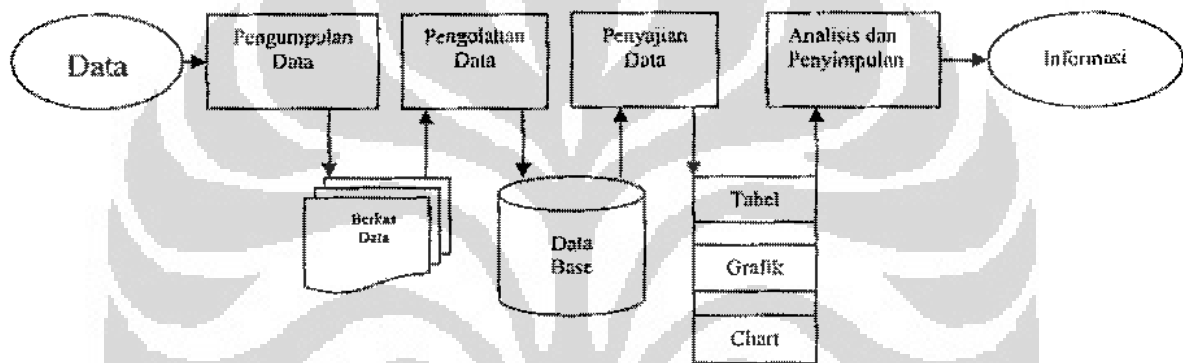 Data
Pengumpulan
Data
Pengolahan
Data
Penyajian
Data
Analisis dan
Penyimpulan
Informasi
Berkas
Data
Data
Base
Tabel
Grafik
Chart